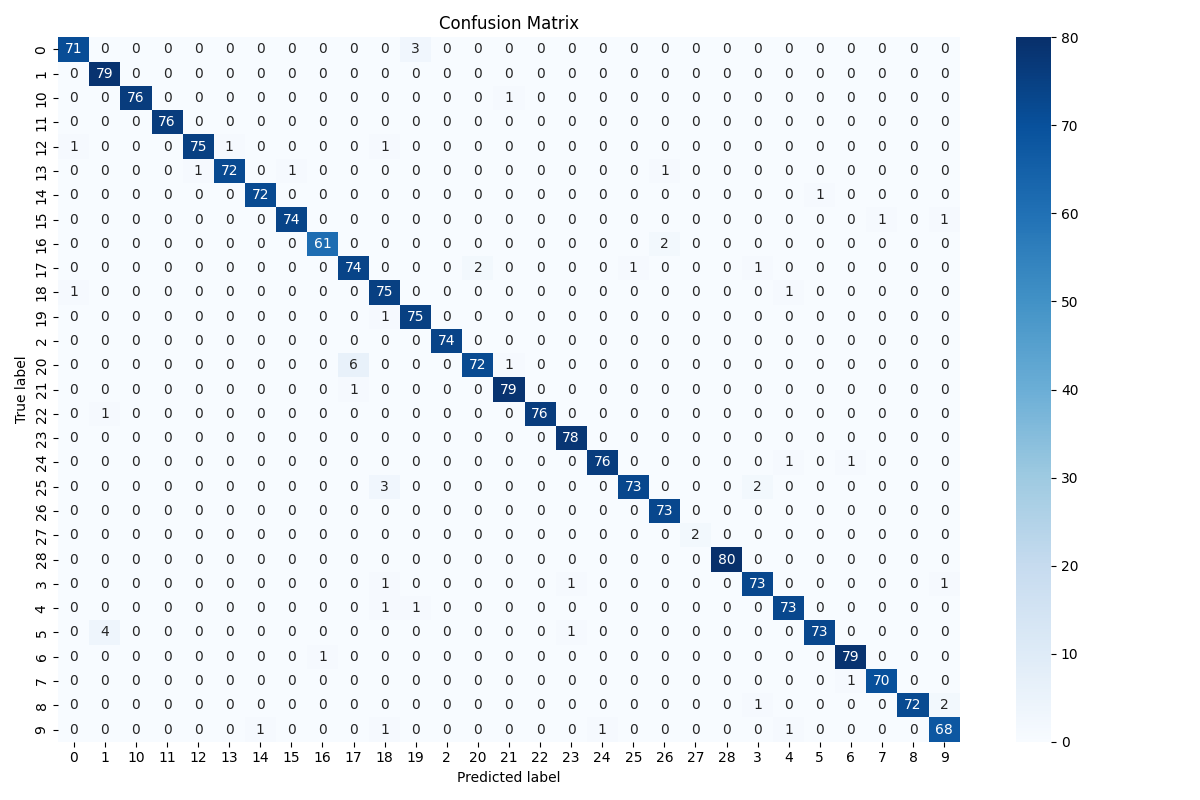 Confusion Matrix
0 71 0 0 0 0 0 0 0 0 0 0 3 0 0 0 0 0 0 0 0 0 0 0 0 0 0 0 0 0
1 0 79 0 0 0 0 0 0 0 0 0 0 0 0 0 0 0 0 0 0 0 0 0 0 0 0 0 0 0
10 0 0 76 0 0 0 0 0 0 0 0 0 0 0 1 0 0 0 0 0 0 0 0 0 0 0 0 0 0
11 0 0 0 76 0 0 0 0 0 0 0 0 0 0 0 0 0 0 0 0 0 0 0 0 0 0 0 0 0
12 1 0 0 0 75 1 0 0 0 0 1 0 0 0 0 0 0 0 0 0 0 0 0 0 0 0 0 0 0
13 0 0 0 0 1 72 0 1 0 0 0 0 0 0 0 0 0 0 0 1 0 0 0 0 0 0 0 0 0
14 0 0 0 0 0 0 72 0 0 0 0 0 0 0 0 0 0 0 0 0 0 0 0 0 1 0 0 0 0
15 0 0 0 0 0 0 0 74 0 0 0 0 0 0 0 0 0 0 0 0 0 0 0 0 0 0 1 0 1
16 0 0 0 0 0 0 0 0 61 0 0 0 0 0 0 0 0 0 0 2 0 0 0 0 0 0 0 0 0
17 0 0 0 0 0 0 0 0 0 74 0 0 0 2 0 0 0 0 1 0 0 0 1 0 0 0 0 0 0
18 1 0 0 0 0 0 0 0 0 0 75 0 0 0 0 0 0 0 0 0 0 0 0 1 0 0 0 0 0
19 0 0 0 0 0 0 0 0 0 0 1 75 0 0 0 0 0 0 0 0 0 0 0 0 0 0 0 0 0
2 0 0 0 0 0 0 0 0 0 0 0 0 74 0 0 0 0 0 0 0 0 0 0 0 0 0 0 0 0
20 0 0 0 0 0 0 0 0 0 6 0 0 0 72 1 0 0 0 0 0 0 0 0 0 0 0 0 0 0
21 0 0 0 0 0 0 0 0 0 1 0 0 0 0 79 0 0 0 0 0 0 0 0 0 0 0 0 0 0
22 0 1 0 0 0 0 0 0 0 0 0 0 0 0 0 76 0 0 0 0 0 0 0 0 0 0 0 0 0
23 0 0 0 0 0 0 0 0 0 0 0 0 0 0 0 0 78 0 0 0 0 0 0 0 0 0 0 0 0
24 0 0 0 0 0 0 0 0 0 0 0 0 0 0 0 0 0 76 0 0 0 0 0 1 0 1 0 0 0
25 0 0 0 0 0 0 0 0 0 0 3 0 0 0 0 0 0 0 73 0 0 0 2 0 0 0 0 0 0
26 0 0 0 0 0 0 0 0 0 0 0 0 0 0 0 0 0 0 0 73 0 0 0 0 0 0 0 0 0
27 0 0 0 0 0 0 0 0 0 0 0 0 0 0 0 0 0 0 0 0 2 0 0 0 0 0 0 0 0
28 0 0 0 0 0 0 0 0 0 0 0 0 0 0 0 0 0 0 0 0 0 80 0 0 0 0 0 0 0
3 0 0 0 0 0 0 0 0 0 0 1 0 0 0 0 0 1 0 0 0 0 0 73 0 0 0 0 0 1
4 0 0 0 0 0 0 0 0 0 0 1 1 0 0 0 0 0 0 0 0 0 0 0 73 0 0 0 0 0
5 0 4 0 0 0 0 0 0 0 0 0 0 0 0 0 0 1 0 0 0 0 0 0 0 73 0 0 0 0
6 0 0 0 0 0 0 0 0 1 0 0 0 0 0 0 0 0 0 0 0 0 0 0 0 0 79 0 0 0
7 0 0 0 0 0 0 0 0 0 0 0 0 0 0 0 0 0 0 0 0 0 0 0 0 0 1 70 0 0
8 0 0 0 0 0 0 0 0 0 0 0 0 0 0 0 0 0 0 0 0 0 0 1 0 0 0 0 72 2
9 0 0 0 0 0 0 1 0 0 0 1 0 0 0 0 0 0 1 0 0 0 0 0 1 0 0 0 0 68
0 1 10 11 12 13 14 15 16 17 18 19 2 20 21 22 23 24 25 26 27 28 3 4 5 6 7 8 9
Predicted label
True label
80
70
60
50
40
30
20
10
0